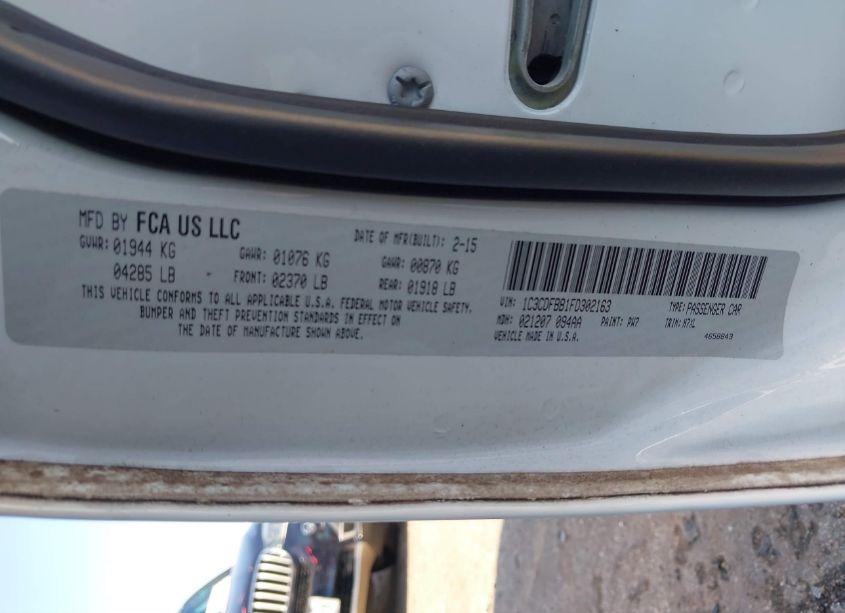 MFD BY FCA US LLC
DATE OF MFR(BUILT): 2-15
GVWR: 01944 KG GAWR: 01076 KG GAWR: 00870 KG
04285 LB FRONT: 02370 LB REAR: 01918 LB
THIS VEHICLE CONFORMS TO ALL APPLICABLE U.S.A. FEDERAL MOTOR VEHICLE SAFETY,
BUMPER AND THEFT PREVENTION STANDARDS IN EFFECT ON
THE DATE OF MANUFACTURE SHOWN ABOVE.
VIN: 1C3CDFBB1FD302163 TYPE: PASSENGER CAR
MDH: 021207 094AA PAINT: PW7 TRIM: H7XL
VEHICLE MADE IN U.S.A. 4658843